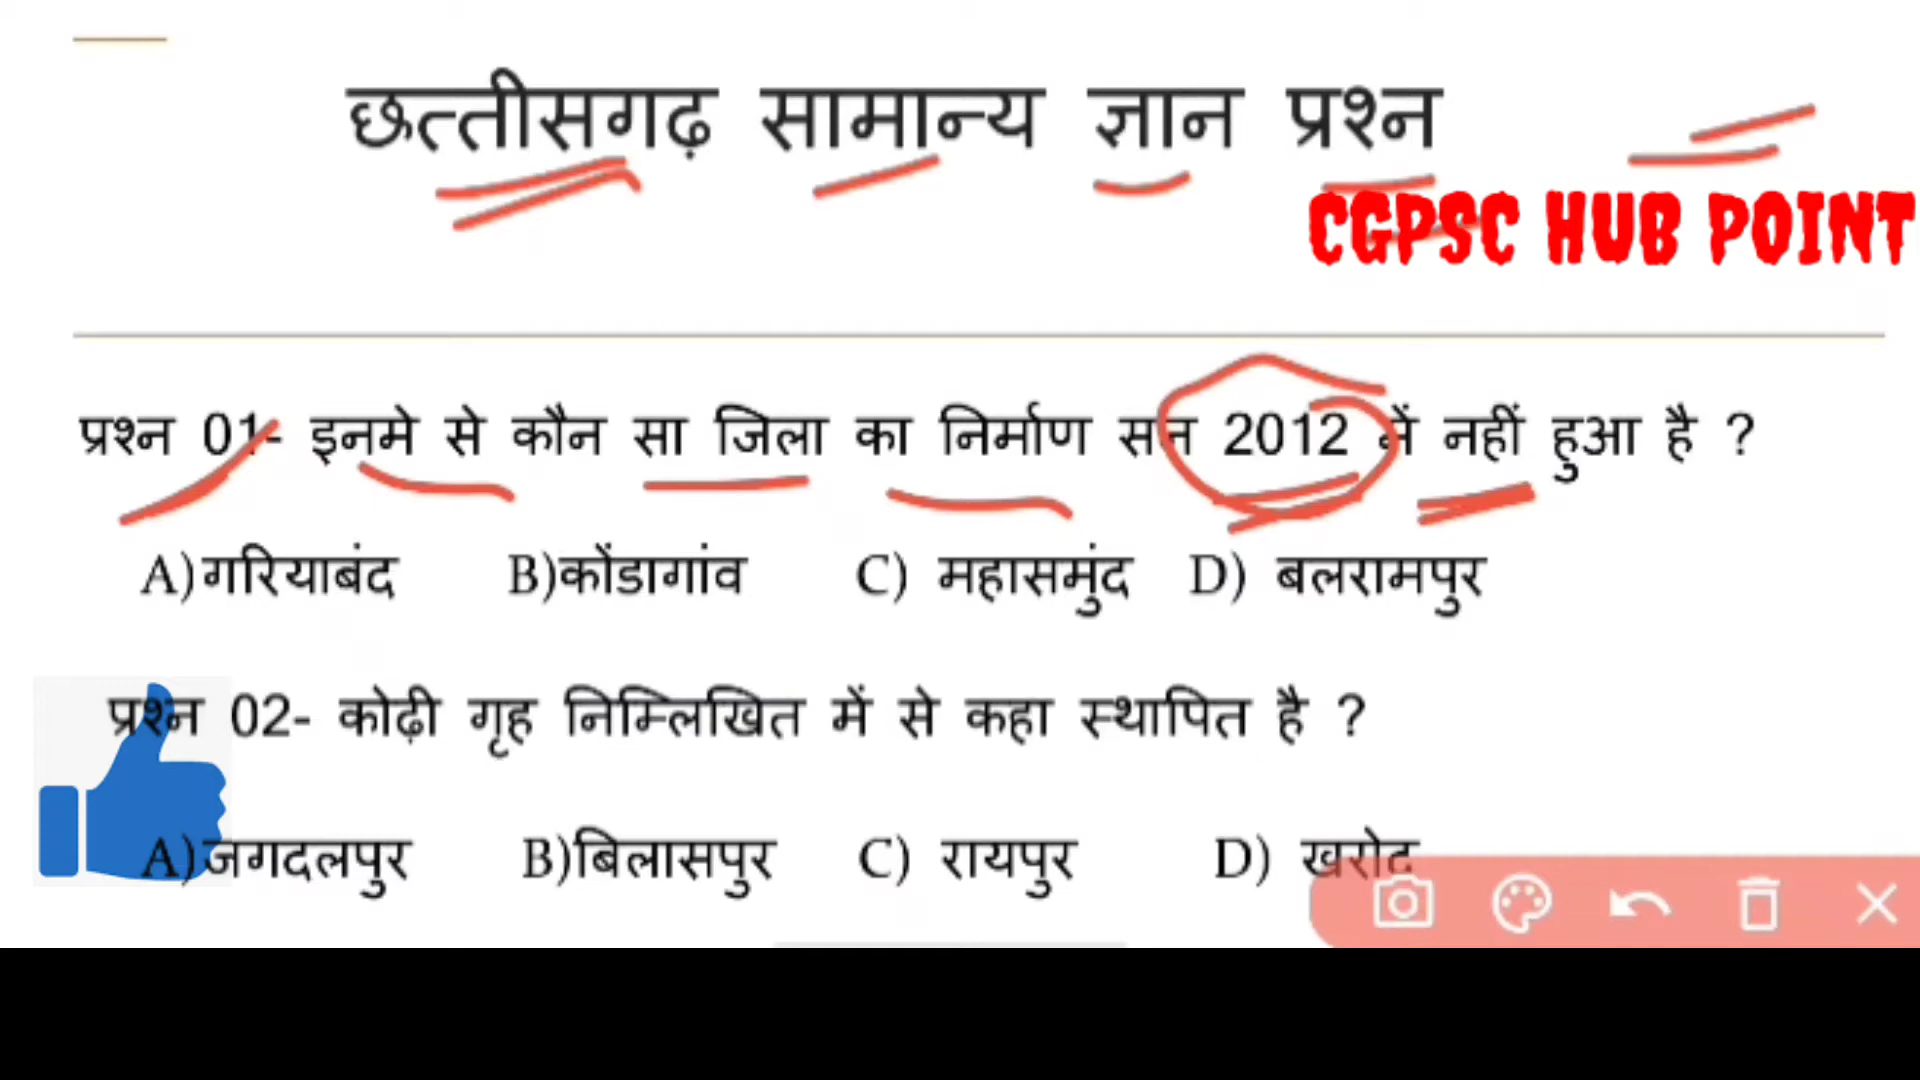 छत्तीसगढ़ सामान्य ज्ञान प्रश्न
CGPSC HUB POINT
प्रश्न 01- इनमे से कौन सा जिला का निर्माण सन 2012 में नहीं हुआ है ?
A)गरियाबंद B)कोंडागांव C) महासमुंद D) बलरामपुर
प्रश्न 02- कोढ़ी गृह निम्लिखित में से कहा स्थापित है ?
A)जगदलपुर B)बिलासपुर C) रायपुर D) खरोद